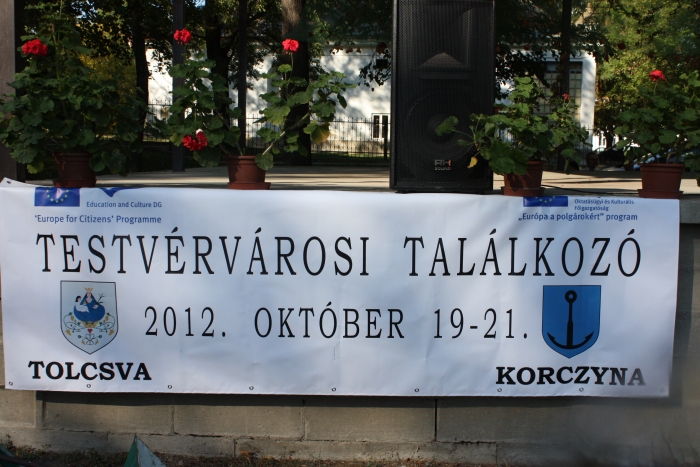 Education and Culture DG
'Europe for Citizens' Programme
Oktatásügyi és Kulturális
Főigazgatóság
„Európa a polgárokért” program
TESTVÉRVÁROSI TALÁLKOZÓ
2012. OKTÓBER 19-21.
TOLCSVA
KORCZYNA